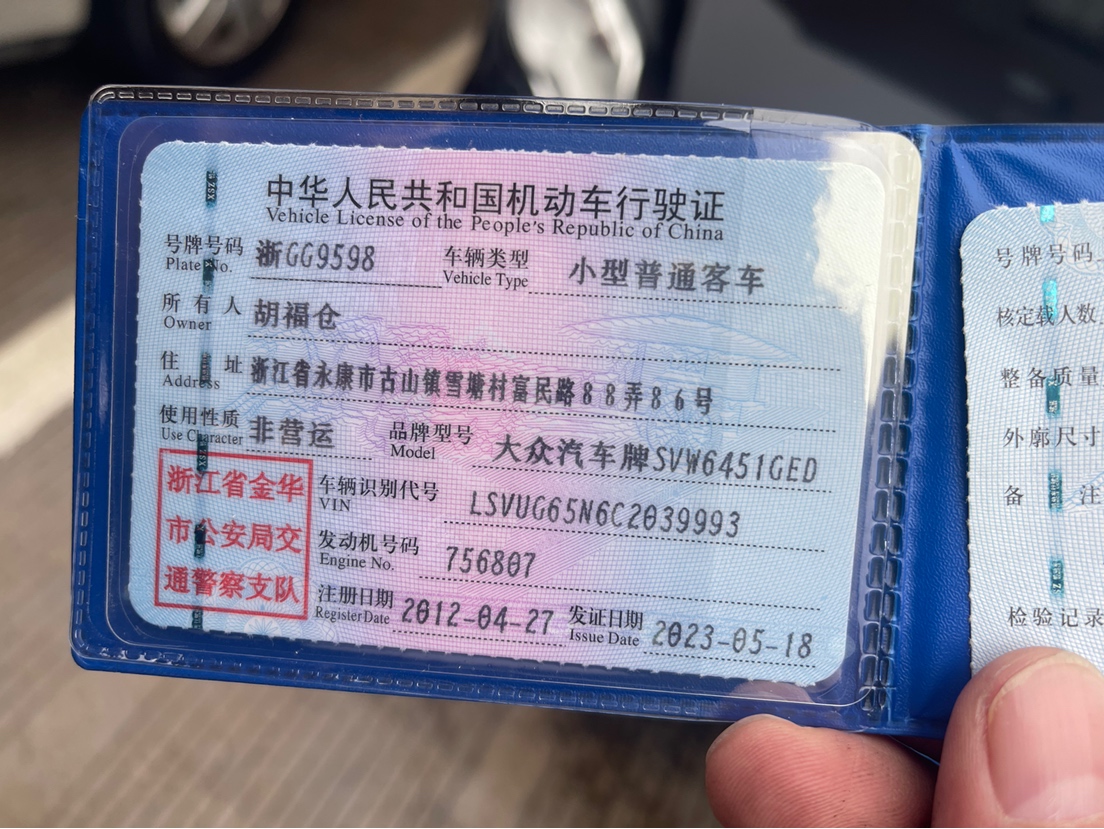 中华人民共和国机动车行驶证
Vehicle License of the People's Republic of China
号牌号码 浙GG9598 车辆类型 小型普通客车
Plate No. Vehicle Type
所有人 胡福仓
Owner
住址 浙江省永康市古山镇雪塘村富民路88弄86号
Address
使用性质 非营运 品牌型号 大众汽车牌SVW6451GED
Use Character Model
浙江省金华
市公安局交
通警察支队
车辆识别代号 LSVUG65N6C2039993
VIN
发动机号码 756807
Engine No.
注册日期 2012-04-27 发证日期 2023-05-18
Register Date Issue Date
号牌号码
核定载人数
整备质量
外廓尺寸
备注
检验记录